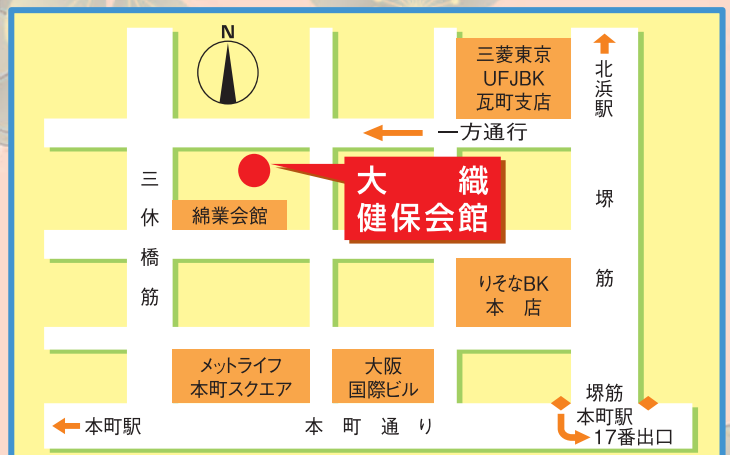 N
三菱東京
UFJBK
瓦町支店
北浜駅
一方通行
大 織
健保会館
三休橋筋
綿業会館
堺筋
りそなBK
本 店
メットライフ
本町スクエア
大阪
国際ビル
堺筋
本町駅
17番出口
本町駅
本町通り